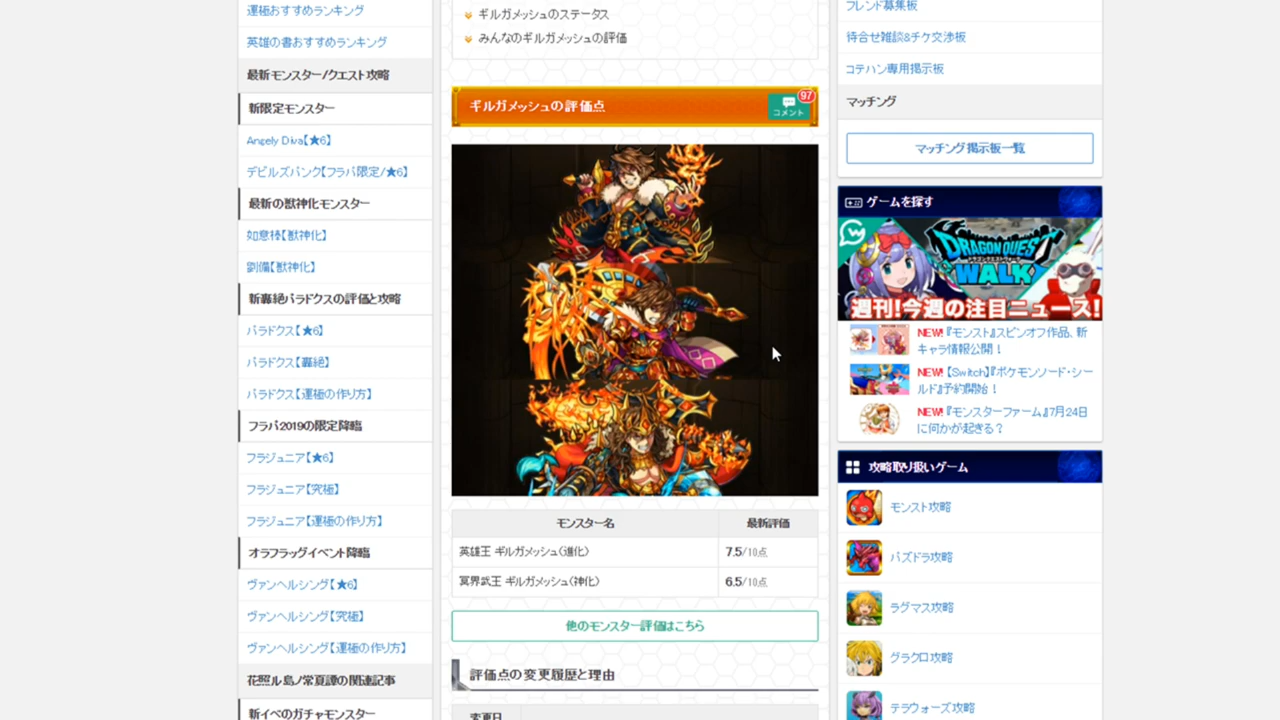 運極おすすめランキング
英雄の書おすすめランキング
最新モンスター/クエスト攻略
新限定モンスター
Angely Diva【★6】
デビルズパンク【フラパ限定/★6】
最新の獣神化モンスター
如意棒【獣神化】
劉備【獣神化】
新轟絶パラドクスの評価と攻略
パラドクス【★6】
パラドクス【轟絶】
パラドクス【運極の作り方】
フラパ2019の限定降臨
フラジュニア【★6】
フラジュニア【究極】
フラジュニア【運極の作り方】
オラフラッグイベント降臨
ヴァンヘルシング【★6】
ヴァンヘルシング【究極】
ヴァンヘルシング【運極の作り方】
花照ル島ノ常夏譚の関連記事
新イベのガチャモンスター
ギルガメッシュのステータス
みんなのギルガメッシュの評価
ギルガメッシュの評価点
97
コメント
モンスター名 最新評価
英雄王 ギルガメッシュ(進化) 7.5/10点
冥界武王 ギルガメッシュ(神化) 6.5/10点
他のモンスター評価はこちら
評価点の変更履歴と理由
変更日
フレンド募集板
待合せ雑談&チケ交渉板
コテハン専用掲示板
マッチング
マッチング掲示板一覧
ゲームを探す
DRAGON QUEST
ドラゴンクエストウォーク
WALK
週刊!今週の注目ニュース!
NEW!『モンスト』スピンオフ作品、新
キャラ情報公開!
NEW!【Switch】『ポケモンソード・シー
ルド』予約開始!
NEW!『モンスターファーム』7月24日
に何かが起きる?
攻略取り扱いゲーム
モンスト攻略
パズドラ攻略
ラグマス攻略
グラクロ攻略
テラウォーズ攻略